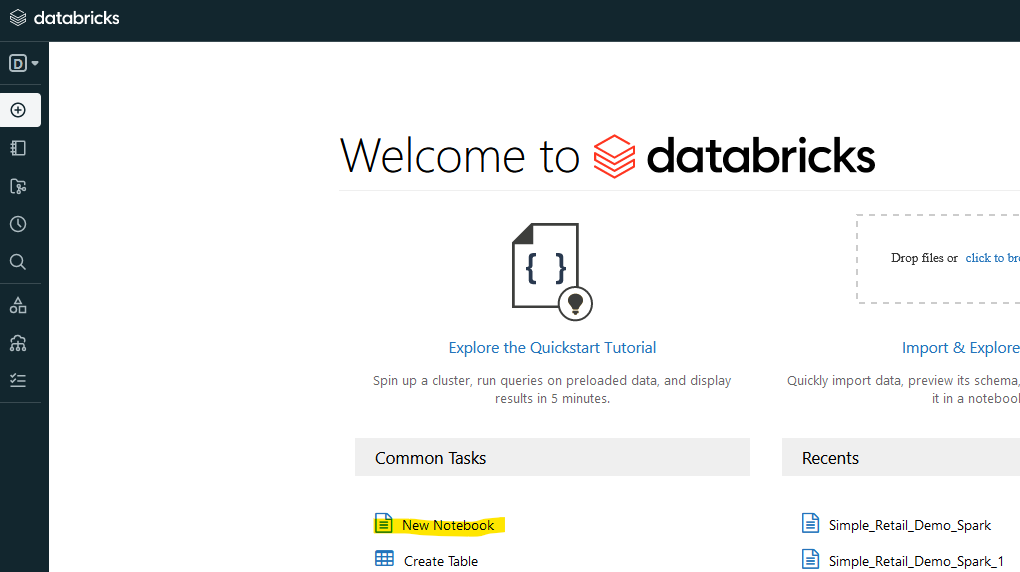 databricks
D
Welcome to databricks
{ }
Drop files or click to br
Explore the Quickstart Tutorial
Spin up a cluster, run queries on preloaded data, and display
results in 5 minutes.
Import & Explore
Quickly import data, preview its schema,
it in a notebook
Common Tasks
New Notebook
Create Table
Recents
Simple_Retail_Demo_Spark
Simple_Retail_Demo_Spark_1